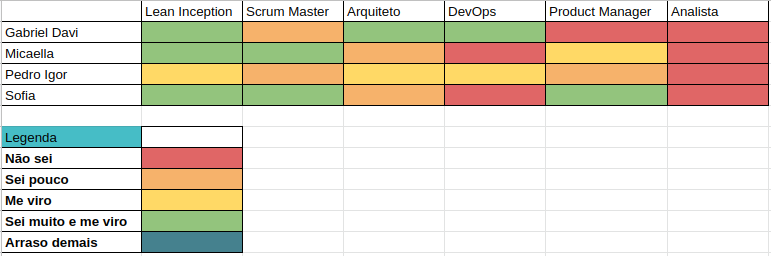 Lean Inception Scrum Master Arquiteto DevOps Product Manager Analista
Gabriel Davi
Micaella
Pedro Igor
Sofia
Legenda
Não sei
Sei pouco
Me viro
Sei muito e me viro
Arraso demais